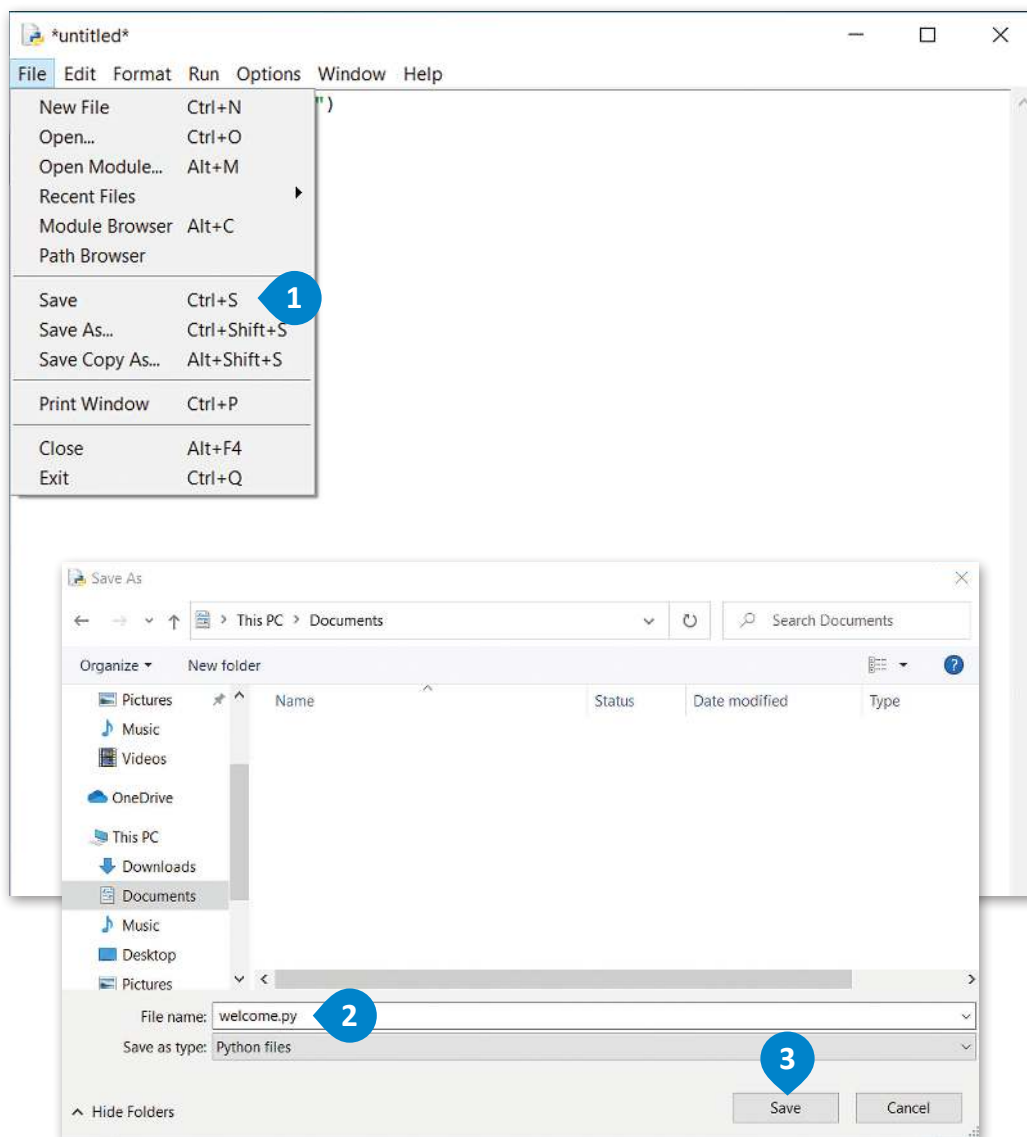 *untitled*
File Edit Format Run Options Window Help
")
New File Ctrl+N
Open... Ctrl+O
Open Module... Alt+M
Recent Files
Module Browser Alt+C
Path Browser
Save Ctrl+S 1
Save As... Ctrl+Shift+S
Save Copy As... Alt+Shift+S
Print Window Ctrl+P
Close Alt+F4
Exit Ctrl+Q
Save As
This PC > Documents Search Documents
Organize New folder ?
Name Status Date modified Type
Pictures
Music
Videos
OneDrive
This PC
Downloads
Documents
Music
Desktop
Pictures
File name: welcome.py 2
Save as type: Python files
3
Hide Folders Save Cancel